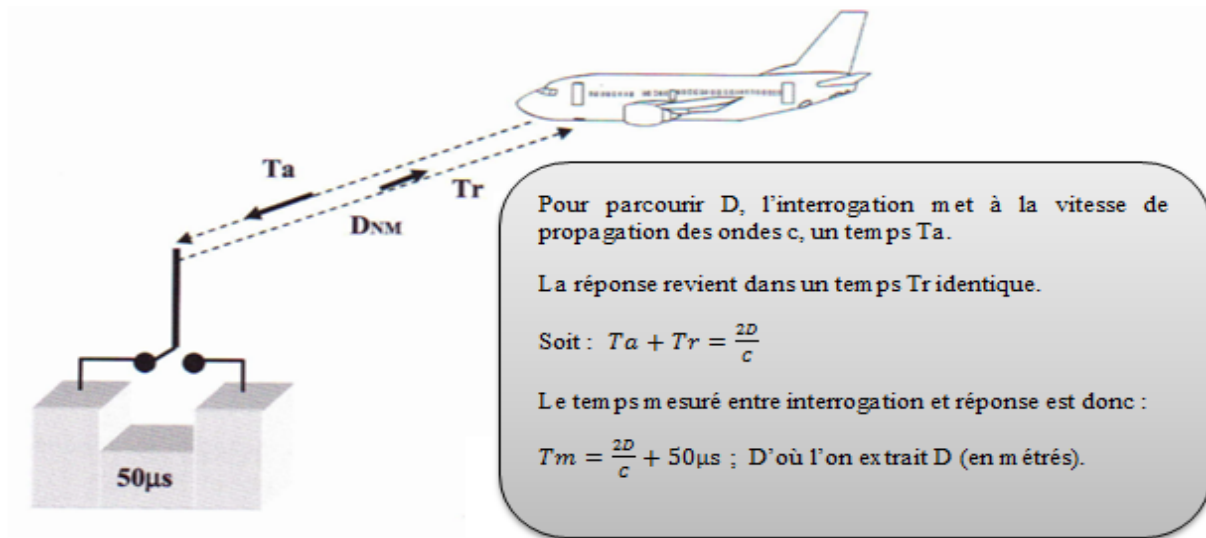 Ta
Tr
DNM
50μs
Pour parcourir D, l'interrogation met à la vitesse de
propagation des ondes c, un temps Ta.
La réponse revient dans un temps Tr identique.
Soit : Ta + Tr = 2D/C
Le temps mesuré entre interrogation et réponse est donc :
Tm = 2D/C + 50μs ; D'où l'on extrait D (en métrés).